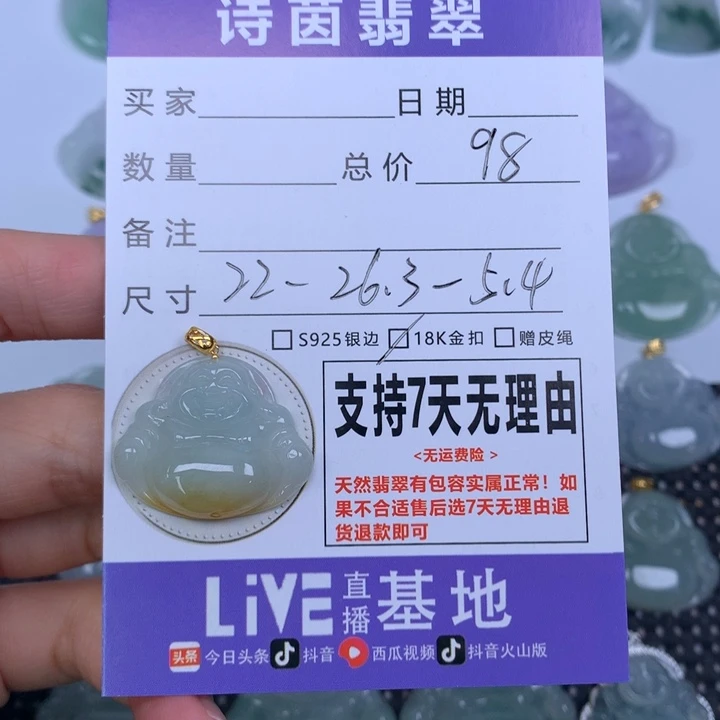 诗茵翡翠
买家 日期
数量 总价 98
备注
尺寸 22-26.3-5.4
S925银边 18K金扣 赠皮绳
支持7天无理由
<无运费险>
天然翡翠有包容实属正常！如
果不合适售后选7天无理由退
货退款即可
LiVE直播基地
头条 今日头条 抖音 西瓜视频 抖音火山版